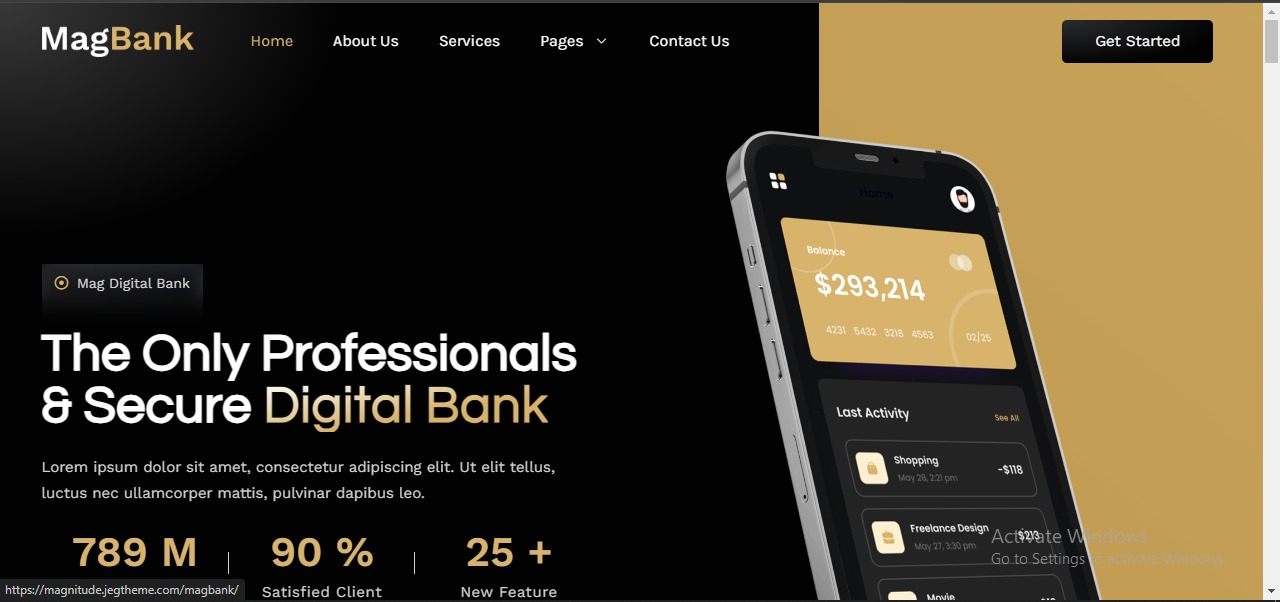 MagBank
Home
About Us
Services
Pages
Contact Us
Get Started
Mag Digital Bank
The Only Professionals
& Secure Digital Bank
Lorem ipsum dolor sit amet, consectetur adipiscing elit. Ut elit tellus,
luctus nec ullamcorper mattis, pulvinar dapibus leo.
789 M
90 %
Satisfied Client
25 +
New Feature
Home
Balance
$293,214
4231 5432 3218 4563
02/25
Last Activity
See All
Shopping
May 28, 2:21 pm
-$118
Freelance Design
May 27, 3:30 pm
$213
Movie
Activate Windows
Go to Settings to activate Windows.
https://magnitude.jegtheme.com/magbank/